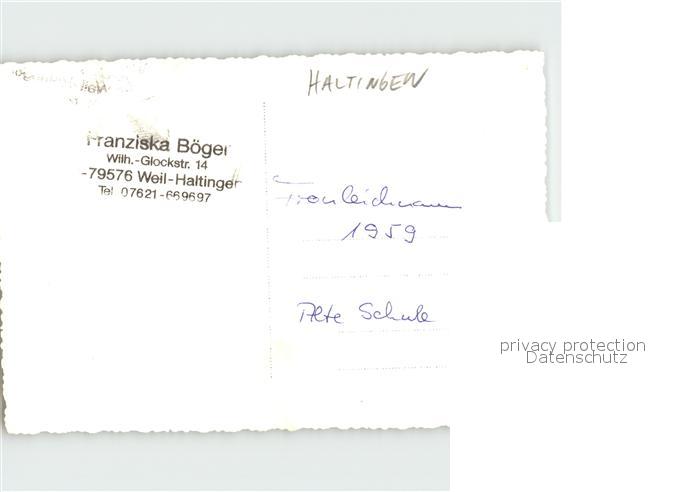 HALTINGEN
Franziska Böger
Wilh.-Glockstr. 14
-79576 Weil-Haltingen
Tel 07621-669697
Fronleichnam
1959
Alte Schule
privacy protection
Datenschutz